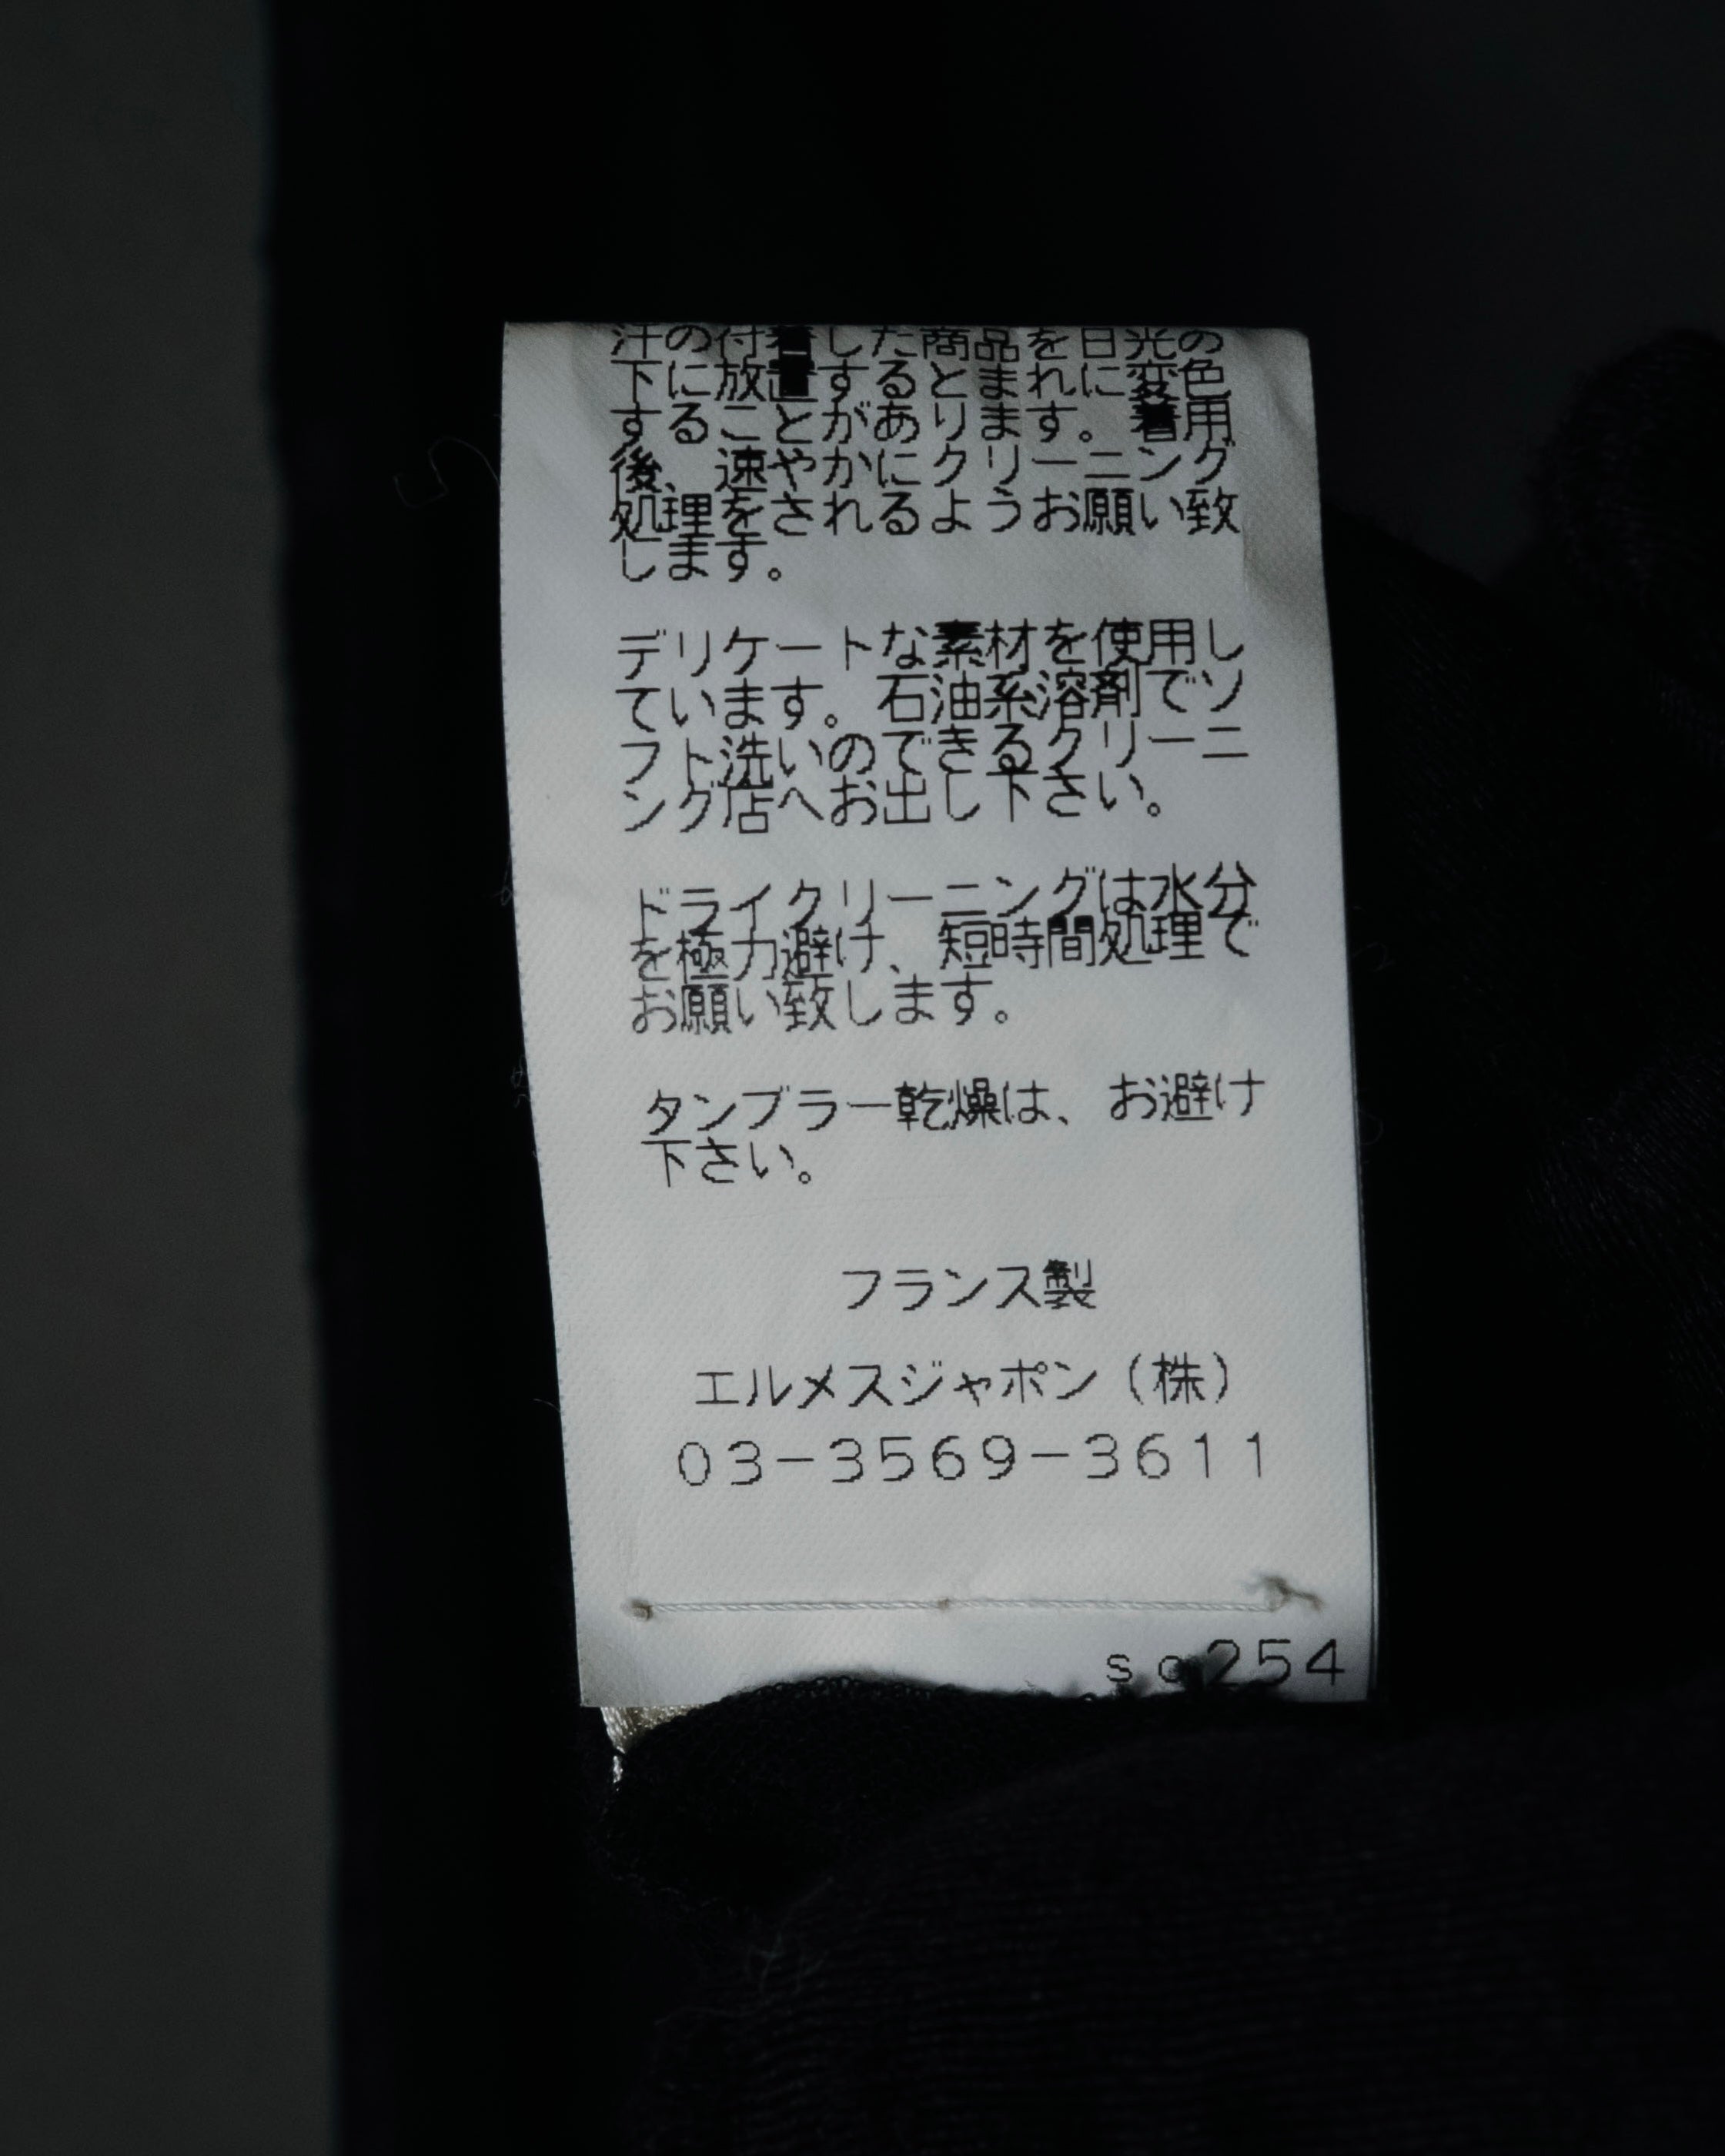 汗の付着した商品を日光の
下に放置するとまれに変色
することがあります。着用
後、速やかにクリーニング
処理をされるようお願い致
します。
デリケートな素材を使用し
ています。石油系溶剤でソ
フト洗いのできるクリーニ
ング店へお出し下さい。
ドライクリーニングは水分
を極力避け、短時間処理で
お願い致します。
タンブラー乾燥は、お避け
下さい。
フランス製
エルメスジャポン（株）
03-3569-3611
254